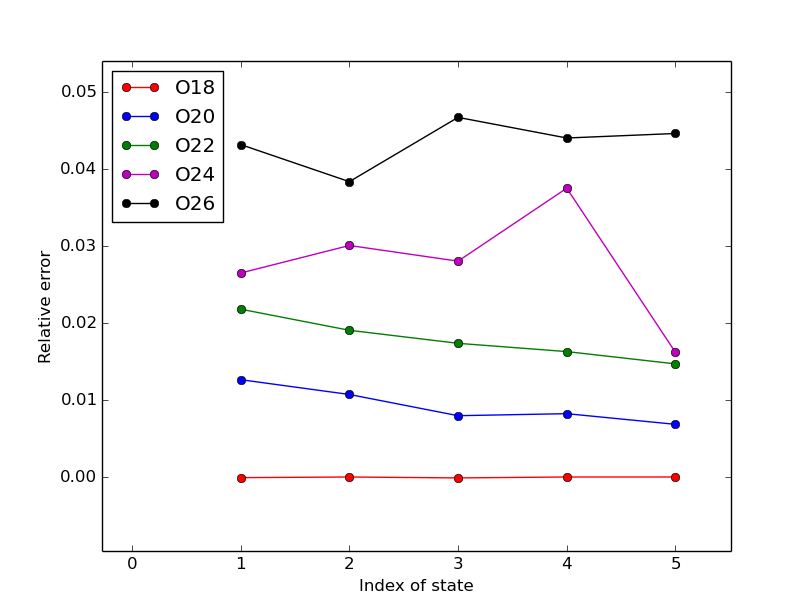 0.05
0.04
0.03
0.02
0.01
0.00
Relative error
O18
O20
O22
O24
O26
0 1 2 3 4 5
Index of state